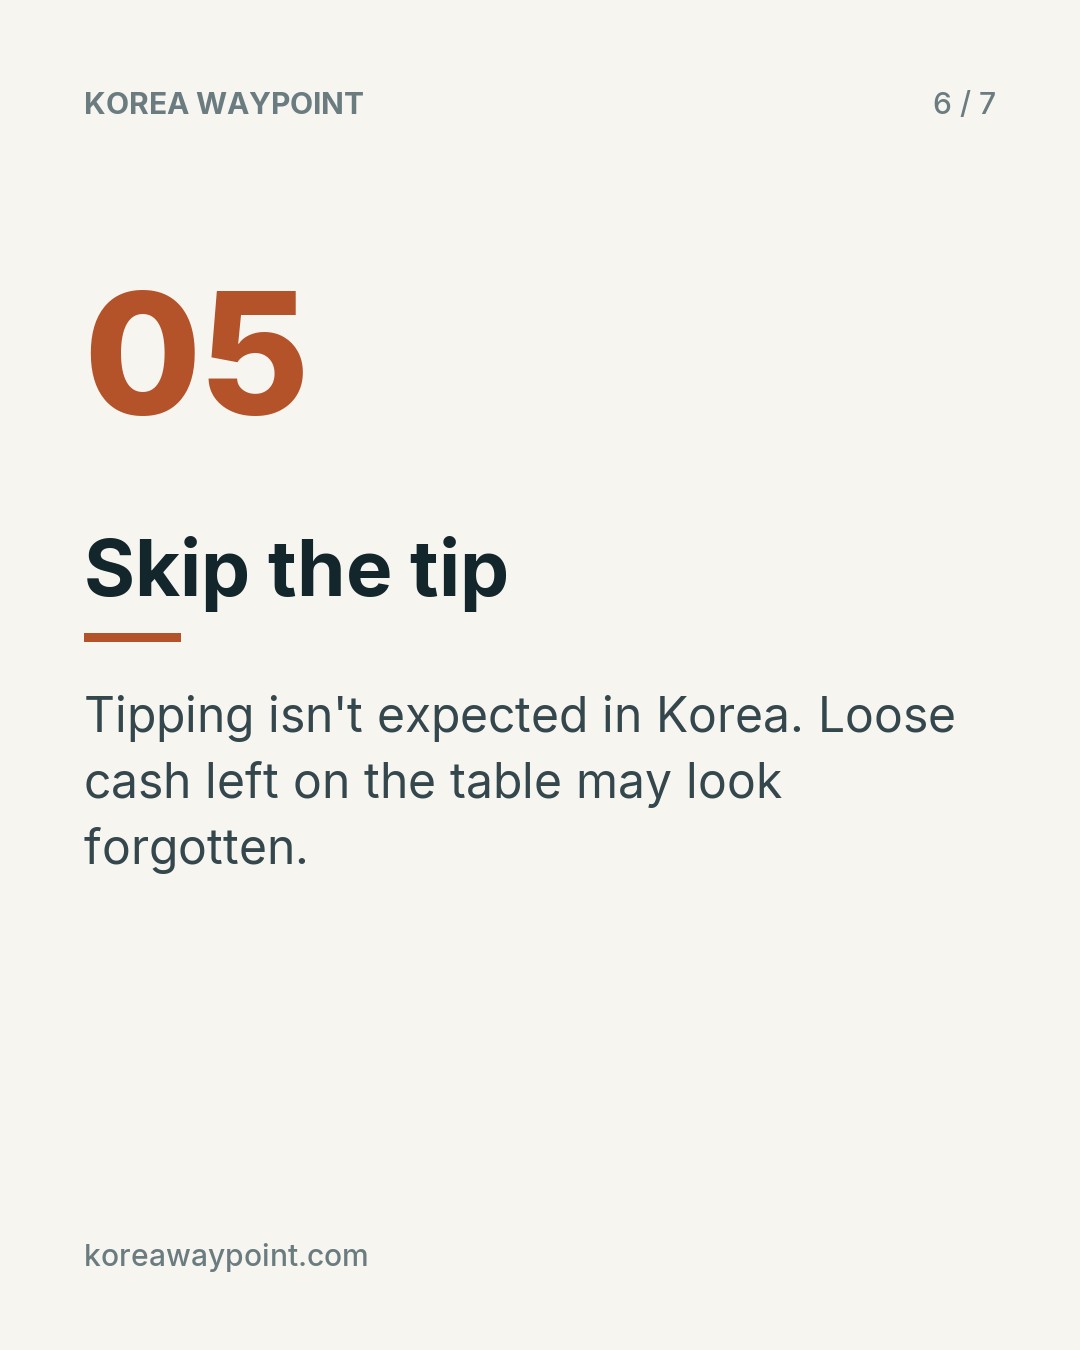 KOREA WAYPOINT
6 / 7
05
Skip the tip
Tipping isn't expected in Korea. Loose
cash left on the table may look
forgotten.
koreawaypoint.com